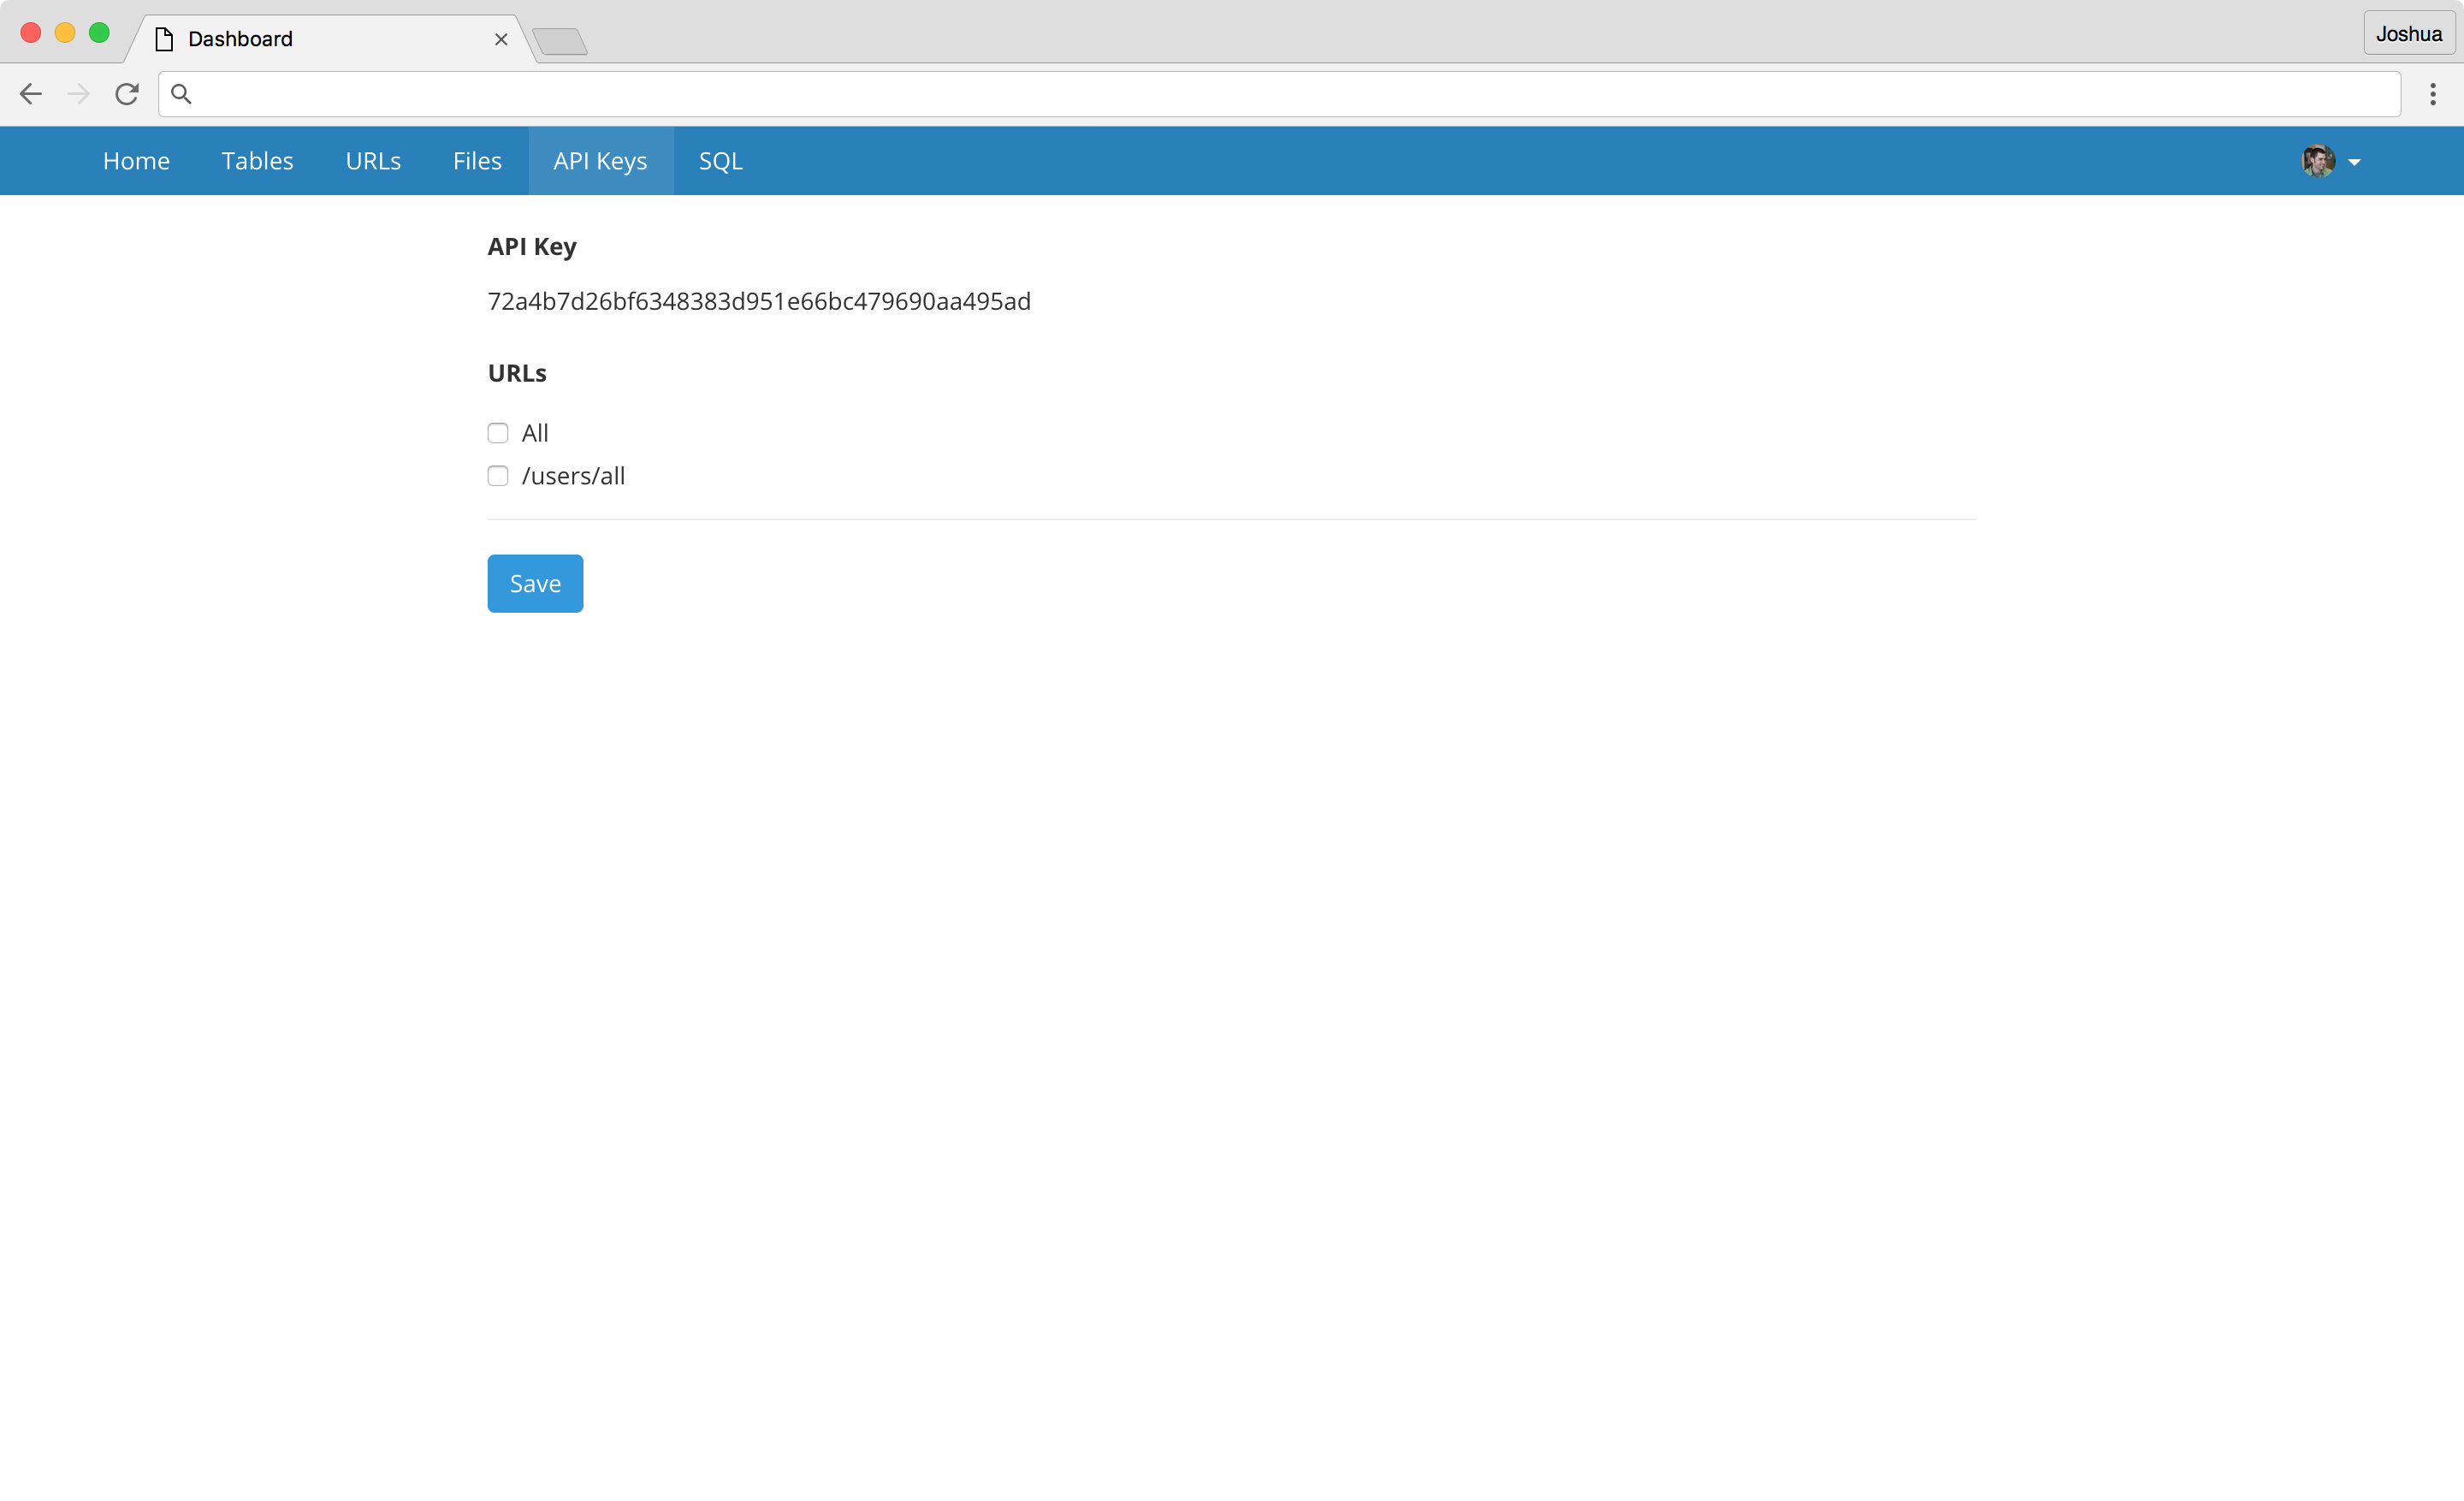 Dashboard
Joshua
Home Tables URLs Files API Keys SQL
API Key
72a4b7d26bf6348383d951e66bc479690aa495ad
URLs
All
/users/all
Save